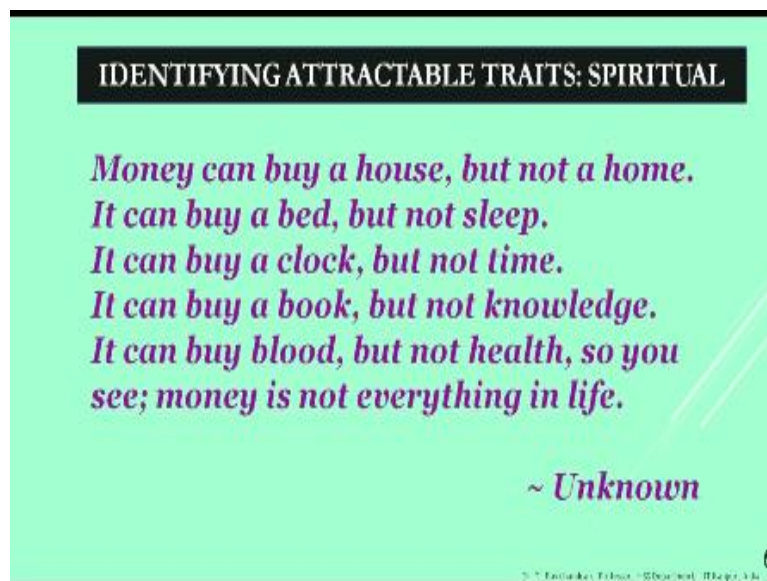 IDENTIFYING ATTRACTABLE TRAITS: SPIRITUAL
Money can buy a house, but not a home.
It can buy a bed, but not sleep.
It can buy a clock, but not time.
It can buy a book, but not knowledge.
It can buy blood, but not health, so you
see; money is not everything in life.
~ Unknown